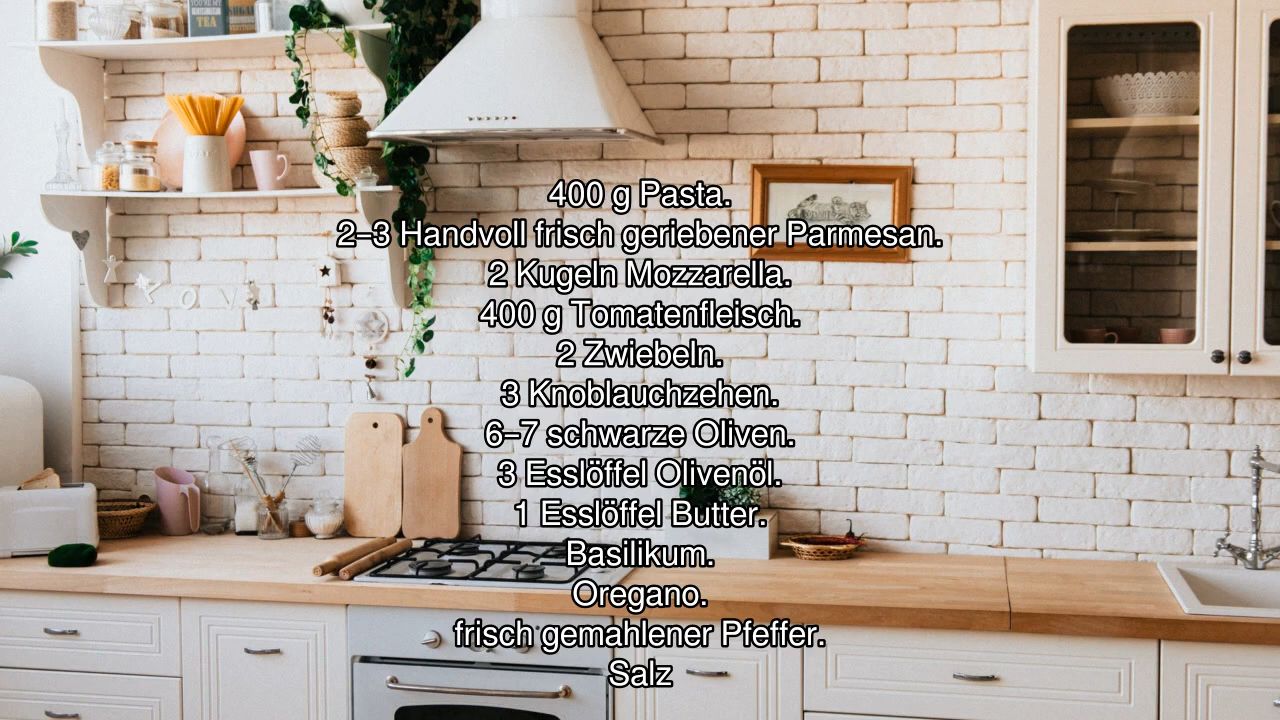 400 g Pasta.
2–3 Handvoll frisch geriebener Parmesan.
2 Kugeln Mozzarella.
400 g Tomatenfleisch.
2 Zwiebeln.
3 Knoblauchzehen.
6–7 schwarze Oliven.
3 Esslöffel Olivenöl.
1 Esslöffel Butter.
Basilikum.
Oregano.
frisch gemahlener Pfeffer.
Salz